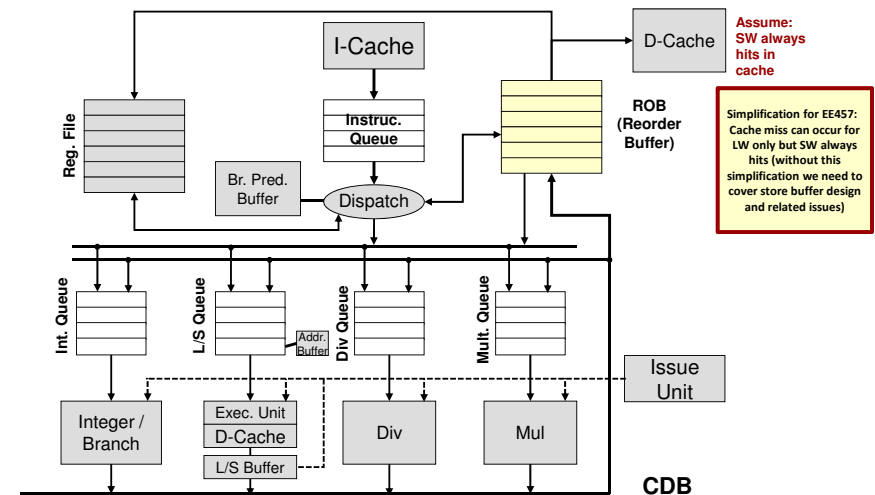 I-Cache
D-Cache
Assume:
SW always
hits in
cache
Reg. File
Instruc.
Queue
ROB
(Reorder
Buffer)
Simplification for EE457:
Cache miss can occur for
LW only but SW always
hits (without this
simplification we need to
cover store buffer design
and related issues)
Br. Pred.
Buffer
Dispatch
Int. Queue
L/S Queue
Addr.
Buffer
Div Queue
Mult. Queue
Issue
Unit
Integer /
Branch
Exec. Unit
D-Cache
L/S Buffer
Div
Mul
CDB